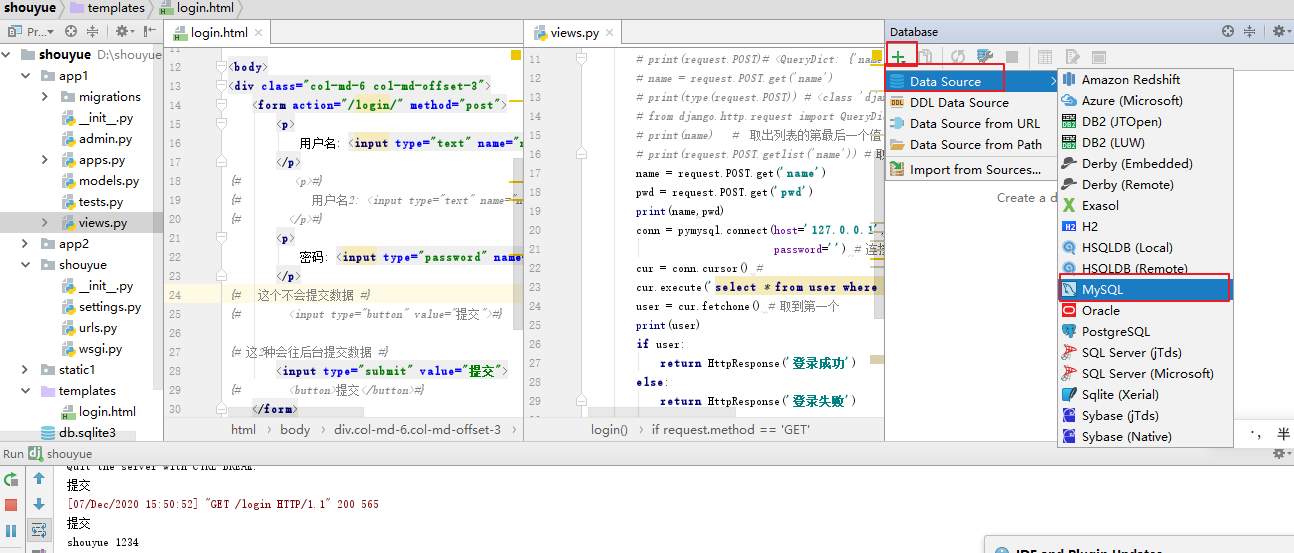 shouyue templates login.html
Pr...
shouyue D:\shouyue
app1
migrations
__init__.py
admin.py
apps.py
models.py
tests.py
views.py
app2
shouyue
__init__.py
settings.py
urls.py
wsgi.py
static1
templates
login.html
db.sqlite3
login.html
11
12 <body>
13 <div class="col-md-6 col-md-offset-3">
14 <form action="/login/" method="post">
15 <p>
16 用户名: <input type="text" name="
17 </p>
18 {# <p>#}
19 {# 用户名2: <input type="text" name="
20 {# </p>#}
21 <p>
22 密码: <input type="password" name
23 </p>
24 {# 这个不会提交数据 #}
25 {# <input type="button" value="提交">#}
26
27 {# 这2种会往后台提交数据 #}
28 <input type="submit" value="提交">
29 {# <button>提交</button>#}
30 </form>
html body div.col-md-6.col-md-offset-3
views.py
11 # print(request.POST)# <QueryDict: {'name
12 # name = request.POST.get('name')
13 # print(type(request.POST)) # <class 'djan
14 # from django.http.request import QueryDic
15 # print(name) # 取出列表的第最后一个值
16 # print(request.POST.getlist('name')) # 取
17 name = request.POST.get('name')
18 pwd = request.POST.get('pwd')
19 print(name,pwd)
20 conn = pymysql.connect(host='127.0.0.1',
21 password='') # 连接
22 cur = conn.cursor() #
23 cur.execute('select * from user where
24 user = cur.fetchone() # 取到第一个
25 print(user)
26 if user:
27 return HttpResponse('登录成功')
28 else:
29 return HttpResponse('登录失败')
login() if request.method == 'GET'
Database
Data Source
DDL Data Source
Data Source from URL
Data Source from Path
Import from Sources...
Create a d
Amazon Redshift
Azure (Microsoft)
DB2 (JTOpen)
DB2 (LUW)
Derby (Embedded)
Derby (Remote)
Exasol
H2
HSQLDB (Local)
HSQLDB (Remote)
MySQL
Oracle
PostgreSQL
SQL Server (jTds)
SQL Server (Microsoft)
Sqlite (Xerial)
Sybase (jTds)
Sybase (Native)
半
Run shouyue
Quit the server with CTRL-BREAK.
提交
[07/Dec/2020 15:50:52] "GET /login HTTP/1.1" 200 565
提交
shouyue 1234
IDE and Plugin Updates